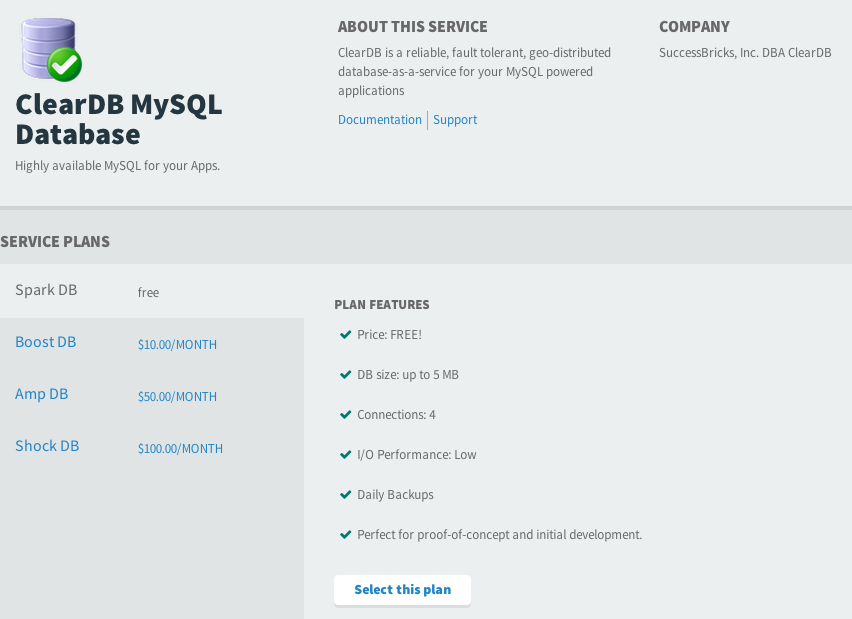 ClearDB MySQL
Database
Highly available MySQL for your Apps.
ABOUT THIS SERVICE
ClearDB is a reliable, fault tolerant, geo-distributed
database-as-a-service for your MySQL powered
applications
Documentation | Support
COMPANY
SuccessBricks, Inc. DBA ClearDB
SERVICE PLANS
Spark DB free
Boost DB $10.00/MONTH
Amp DB $50.00/MONTH
Shock DB $100.00/MONTH
PLAN FEATURES
Price: FREE!
DB size: up to 5 MB
Connections: 4
I/O Performance: Low
Daily Backups
Perfect for proof-of-concept and initial development.
Select this plan